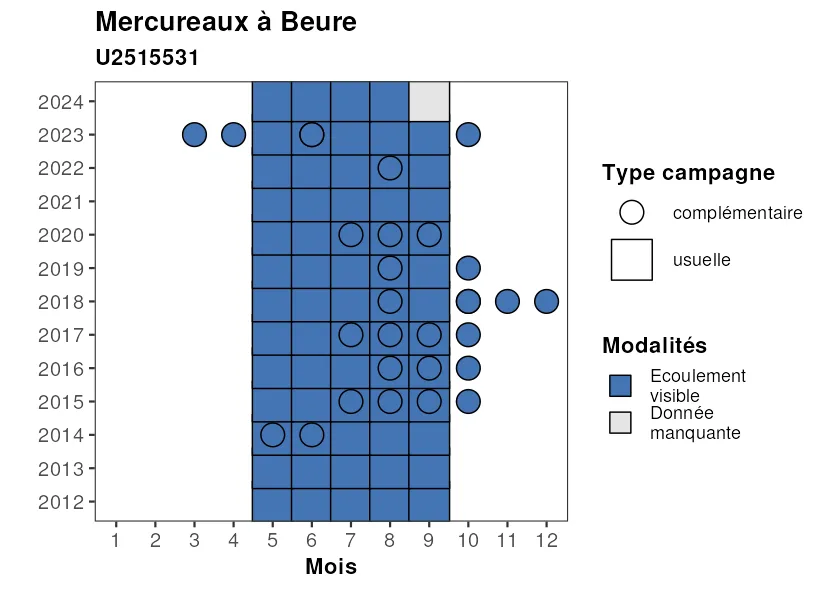 Mercureaux à Beure
U2515531
2024
2023
2022
2021
2020
2019
2018
2017
2016
2015
2014
2013
2012
1 2 3 4 5 6 7 8 9 10 11 12
Mois
Type campagne
complémentaire
usuelle
Modalités
Ecoulement
visible
Donnée
manquante